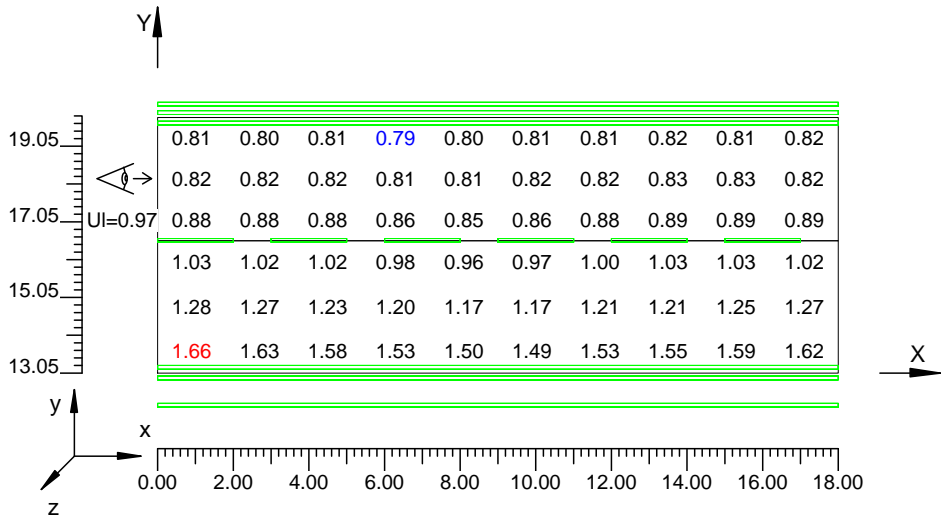 Y
19.05 0.81 0.80 0.81 0.79 0.80 0.81 0.81 0.82 0.81 0.82
0.82 0.82 0.82 0.81 0.81 0.82 0.82 0.83 0.83 0.82
17.05 UI=0.97 0.88 0.88 0.88 0.86 0.85 0.86 0.88 0.89 0.89 0.89
1.03 1.02 1.02 0.98 0.96 0.97 1.00 1.03 1.03 1.02
15.05 1.28 1.27 1.23 1.20 1.17 1.17 1.21 1.21 1.25 1.27
1.66 1.63 1.58 1.53 1.50 1.49 1.53 1.55 1.59 1.62 X
13.05
y
x
0.00 2.00 4.00 6.00 8.00 10.00 12.00 14.00 16.00 18.00
z